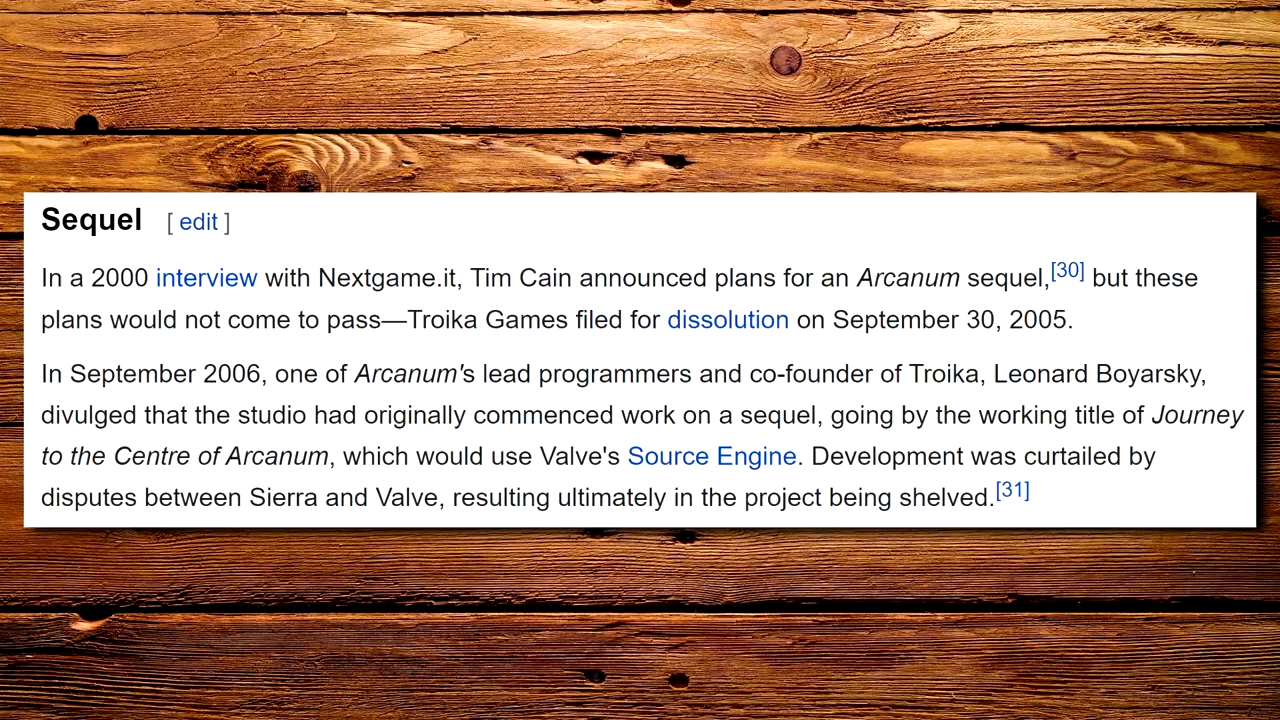 Sequel [ edit ]
In a 2000 interview with Nextgame.it, Tim Cain announced plans for an Arcanum sequel,[30] but these
plans would not come to pass—Troika Games filed for dissolution on September 30, 2005.
In September 2006, one of Arcanum's lead programmers and co-founder of Troika, Leonard Boyarsky,
divulged that the studio had originally commenced work on a sequel, going by the working title of Journey
to the Centre of Arcanum, which would use Valve's Source Engine. Development was curtailed by
disputes between Sierra and Valve, resulting ultimately in the project being shelved.[31]